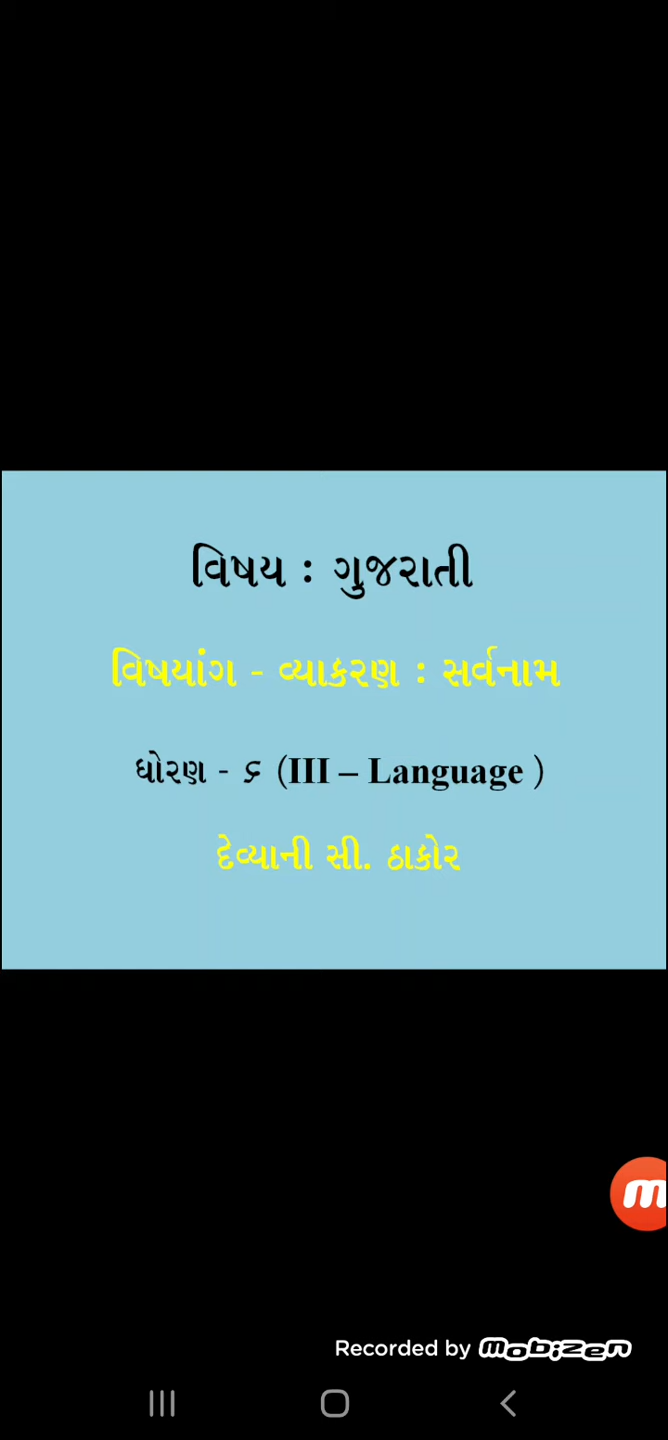 વિષય : ગુજરાતી
વિષયાંગ - વ્યાકરણ : સર્વનામ
ધોરણ - ૬ (III – Language )
દેવ્યાની સી. ઠાકોર
m
Recorded by mobizen